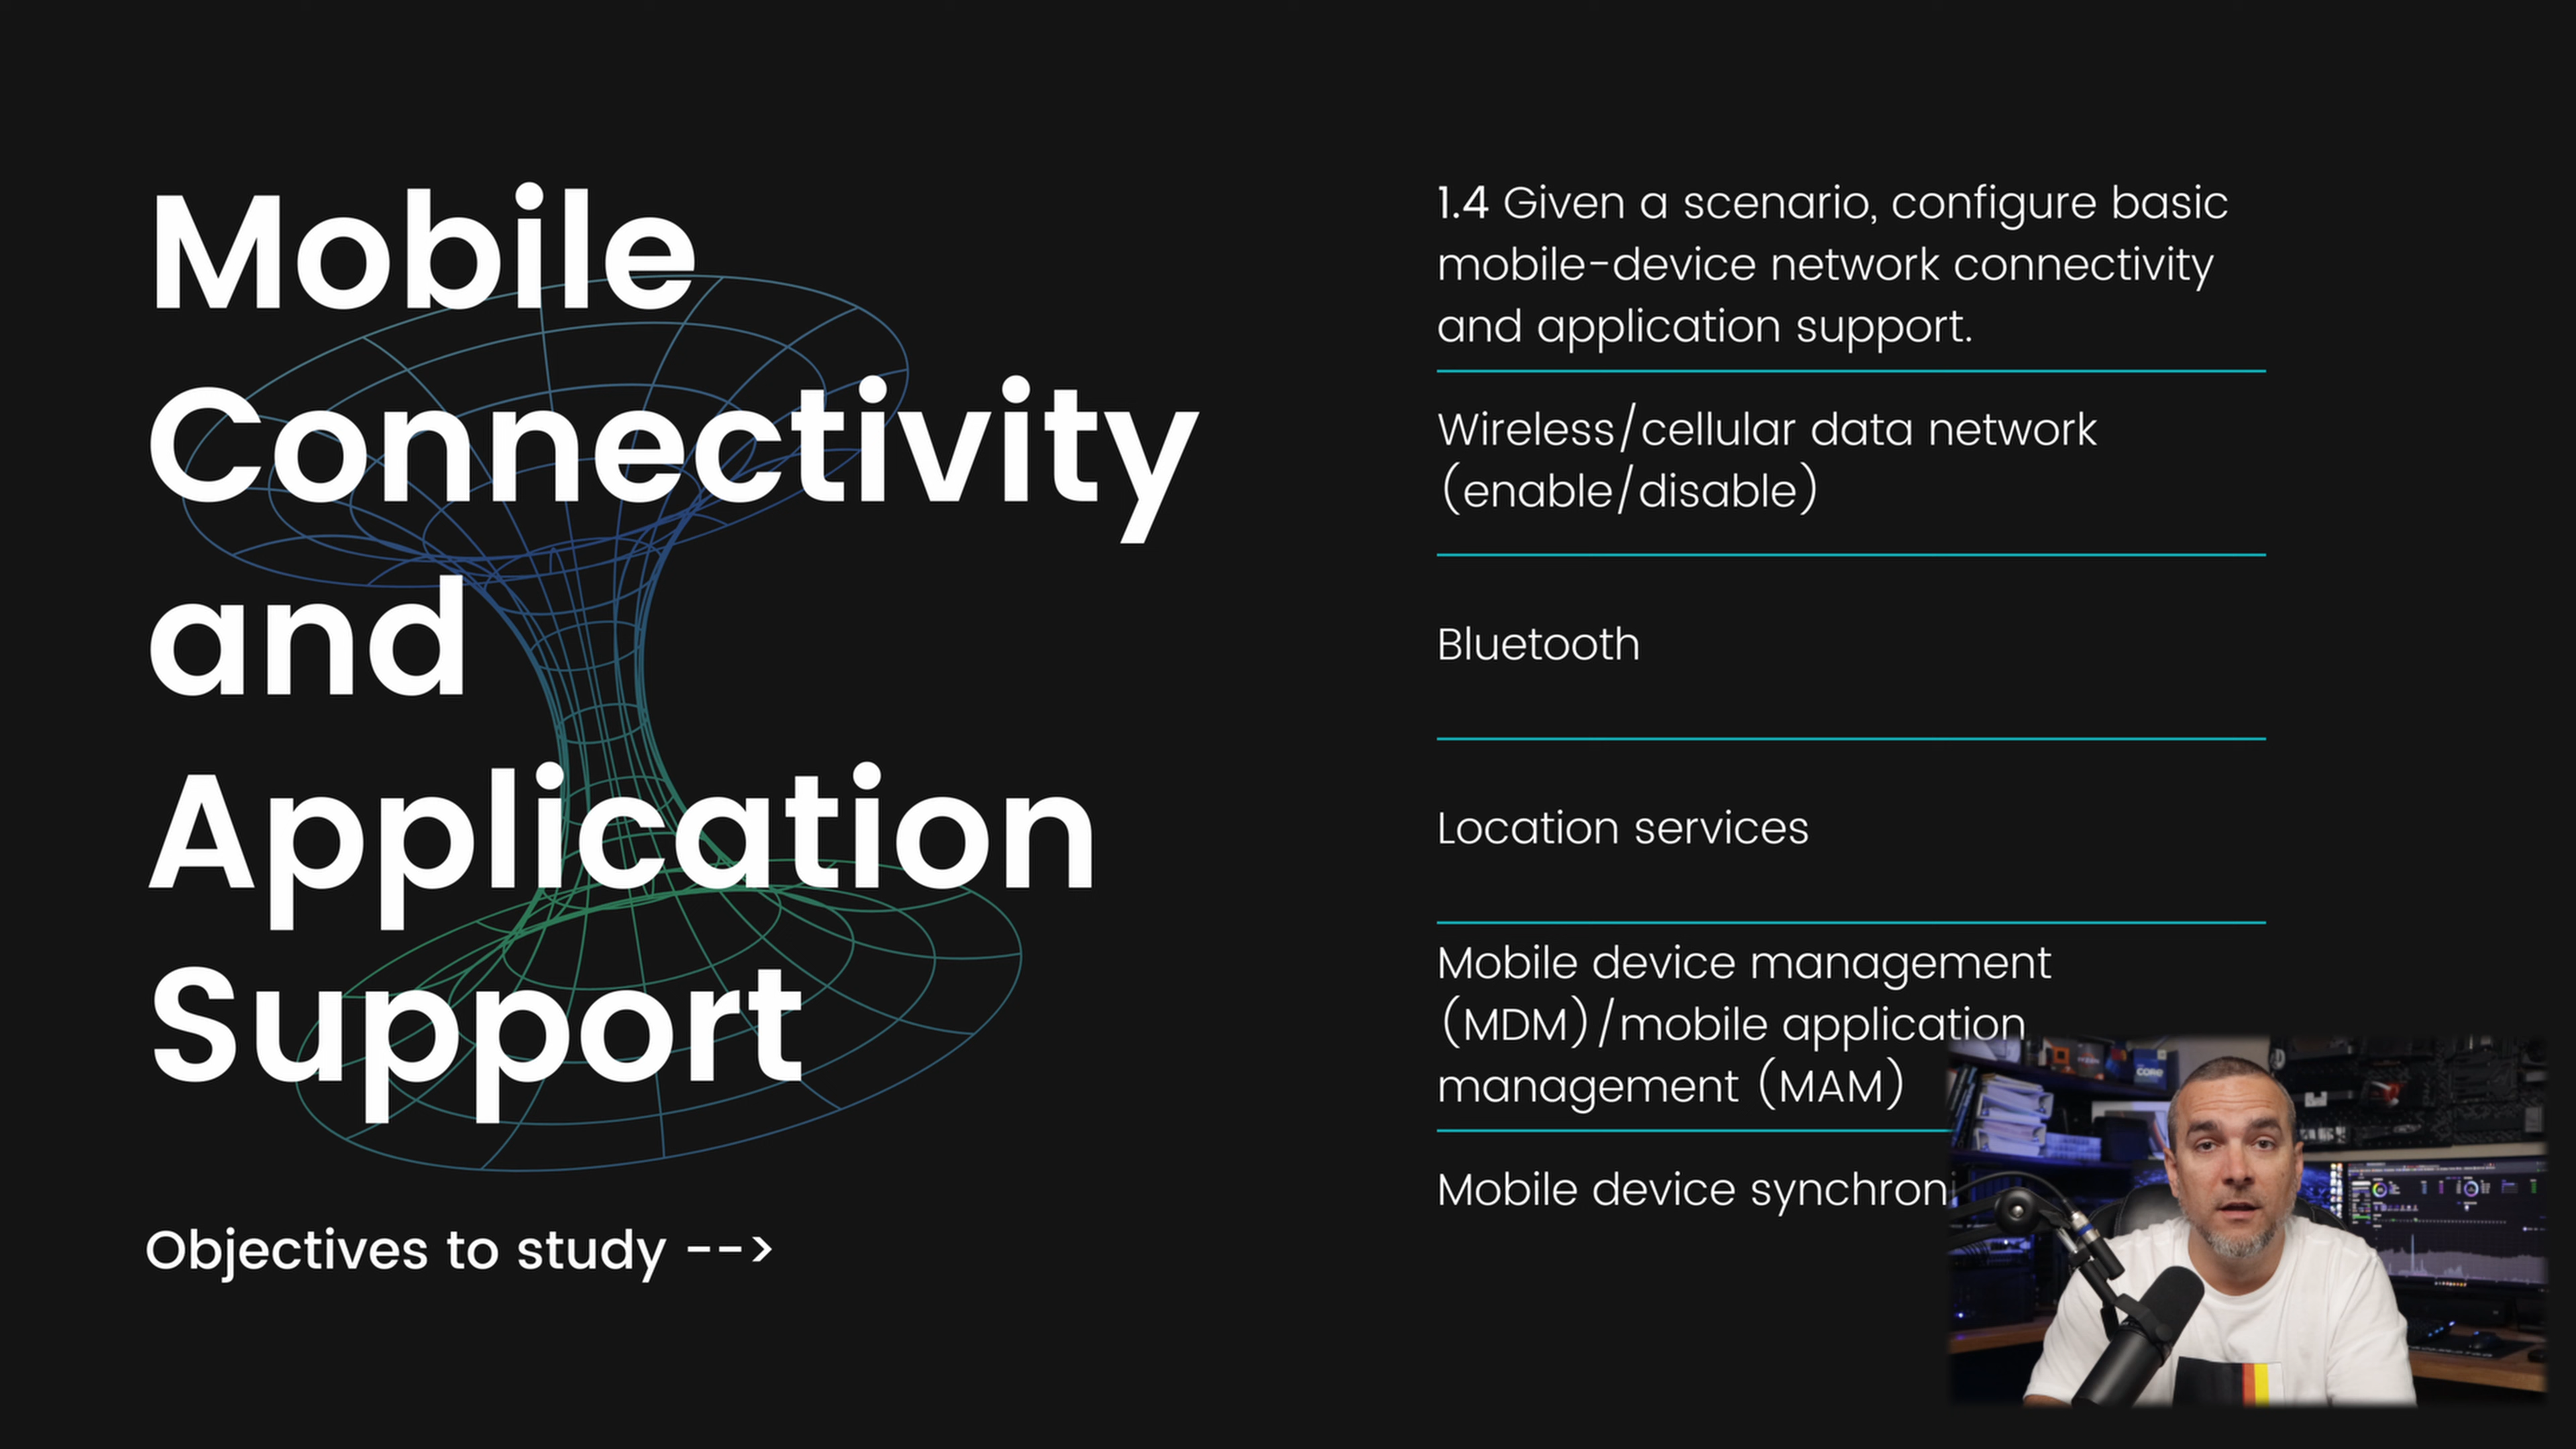 Mobile
Connectivity
and
Application
Support
Objectives to study -->
1.4 Given a scenario, configure basic
mobile-device network connectivity
and application support.
Wireless/cellular data network
(enable/disable)
Bluetooth
Location services
Mobile device management
(MDM)/mobile application
management (MAM)
Mobile device synchroni
CORE